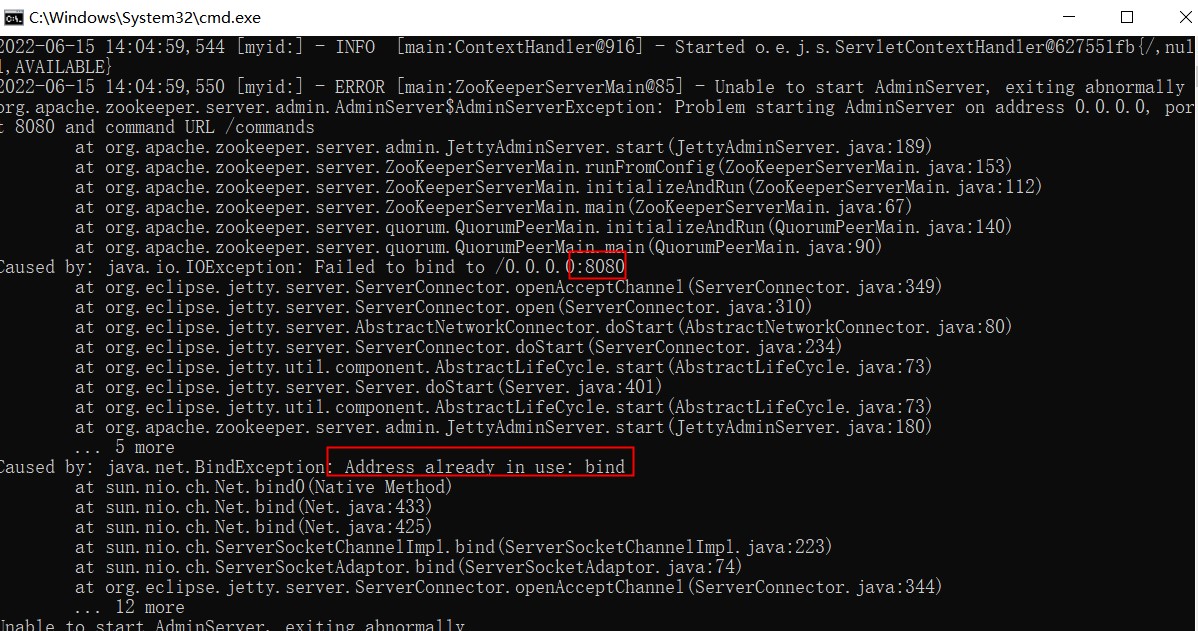 C:\Windows\System32\cmd.exe
2022-06-15 14:04:59,544 [myid:] - INFO  [main:ContextHandler@916] - Started o.e.j.s.ServletContextHandler@627551fb{/,nul
l,AVAILABLE}
2022-06-15 14:04:59,550 [myid:] - ERROR [main:ZooKeeperServerMain@85] - Unable to start AdminServer, exiting abnormally
org.apache.zookeeper.server.admin.AdminServer$AdminServerException: Problem starting AdminServer on address 0.0.0.0, por
t 8080 and command URL /commands
at org.apache.zookeeper.server.admin.JettyAdminServer.start(JettyAdminServer.java:189)
at org.apache.zookeeper.server.ZooKeeperServerMain.runFromConfig(ZooKeeperServerMain.java:153)
at org.apache.zookeeper.server.ZooKeeperServerMain.initializeAndRun(ZooKeeperServerMain.java:112)
at org.apache.zookeeper.server.ZooKeeperServerMain.main(ZooKeeperServerMain.java:67)
at org.apache.zookeeper.server.quorum.QuorumPeerMain.initializeAndRun(QuorumPeerMain.java:140)
at org.apache.zookeeper.server.quorum.QuorumPeerMain.main(QuorumPeerMain.java:90)
Caused by: java.io.IOException: Failed to bind to /0.0.0.0:8080
at org.eclipse.jetty.server.ServerConnector.openAcceptChannel(ServerConnector.java:349)
at org.eclipse.jetty.server.ServerConnector.open(ServerConnector.java:310)
at org.eclipse.jetty.server.AbstractNetworkConnector.doStart(AbstractNetworkConnector.java:80)
at org.eclipse.jetty.server.ServerConnector.doStart(ServerConnector.java:234)
at org.eclipse.jetty.util.component.AbstractLifeCycle.start(AbstractLifeCycle.java:73)
at org.eclipse.jetty.server.Server.doStart(Server.java:401)
at org.eclipse.jetty.util.component.AbstractLifeCycle.start(AbstractLifeCycle.java:73)
at org.apache.zookeeper.server.admin.JettyAdminServer.start(JettyAdminServer.java:180)
... 5 more
Caused by: java.net.BindException: Address already in use: bind
at sun.nio.ch.Net.bind0(Native Method)
at sun.nio.ch.Net.bind(Net.java:433)
at sun.nio.ch.Net.bind(Net.java:425)
at sun.nio.ch.ServerSocketChannelImpl.bind(ServerSocketChannelImpl.java:223)
at sun.nio.ch.ServerSocketAdaptor.bind(ServerSocketAdaptor.java:74)
at org.eclipse.jetty.server.ServerConnector.openAcceptChannel(ServerConnector.java:344)
... 12 more
Unable to start AdminServer, exiting abnormally